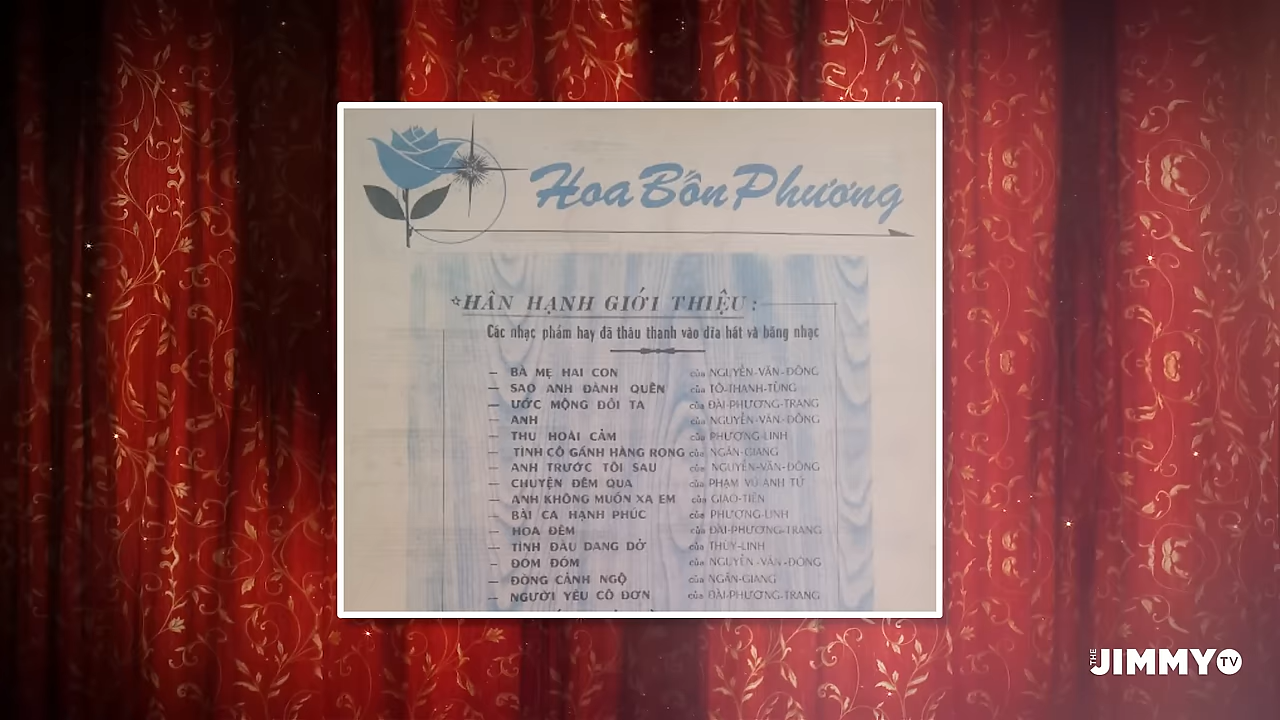 Hoa Bốn Phương
☆HÂN HẠNH GIỚI THIỆU :
Các nhạc phẩm hay đã thâu thanh vào dĩa hát và băng nhạc
— BÀ MẸ HAI CON của NGUYỄN-VĂN-ĐÔNG
— SAO ANH ĐÀNH QUÊN của TÔ-THANH-TÙNG
— ƯỚC MỘNG ĐÔI TA của ĐÀI-PHƯƠNG-TRANG
— ANH của NGUYỄN-VĂN-ĐÔNG
— THU HOÀI CẢM của PHƯƠNG-LINH
— TÌNH CÔ GÁNH HÀNG RONG của NGÂN-GIANG
— ANH TRƯỚC TÔI SAU của NGUYỄN-VĂN-ĐÔNG
— CHUYỆN ĐÊM QUA của PHẠM VŨ ANH TỨ
— ANH KHÔNG MUỐN XA EM của GIAO-TIÊN
— BÀI CA HẠNH PHÚC của PHƯƠNG-LINH
— HOA ĐÊM của ĐÀI-PHƯƠNG-TRANG
— TÌNH ĐẦU DANG DỞ của THÙY-LINH
— ĐOM ĐÓM của NGUYỄN-VĂN-ĐÔNG
— ĐỒNG CẢNH NGỘ của NGÂN-GIANG
— NGƯỜI YÊU CÔ ĐƠN của ĐÀI-PHƯƠNG-TRANG
THE JIMMY TV